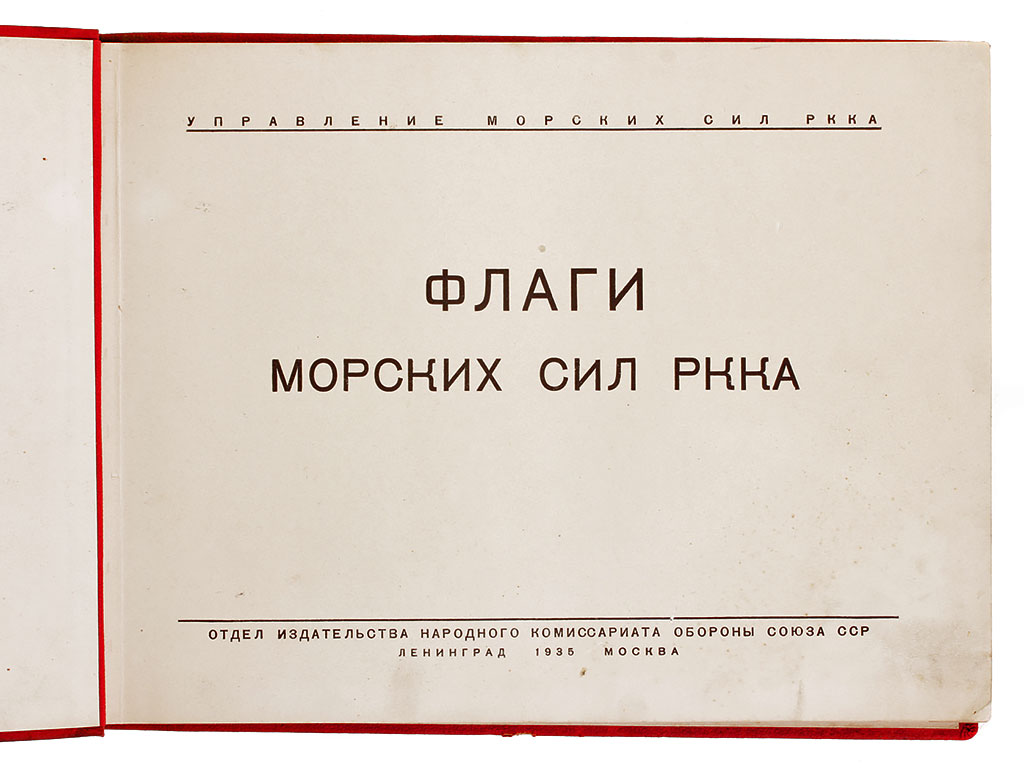 УПРАВЛЕНИЕ МОРСКИХ СИЛ РККА
ФЛАГИ
МОРСКИХ СИЛ РККА
ОТДЕЛ ИЗДАТЕЛЬСТВА НАРОДНОГО КОМИССАРИАТА ОБОРОНЫ СОЮЗА ССР
ЛЕНИНГРАД 1935 МОСКВА